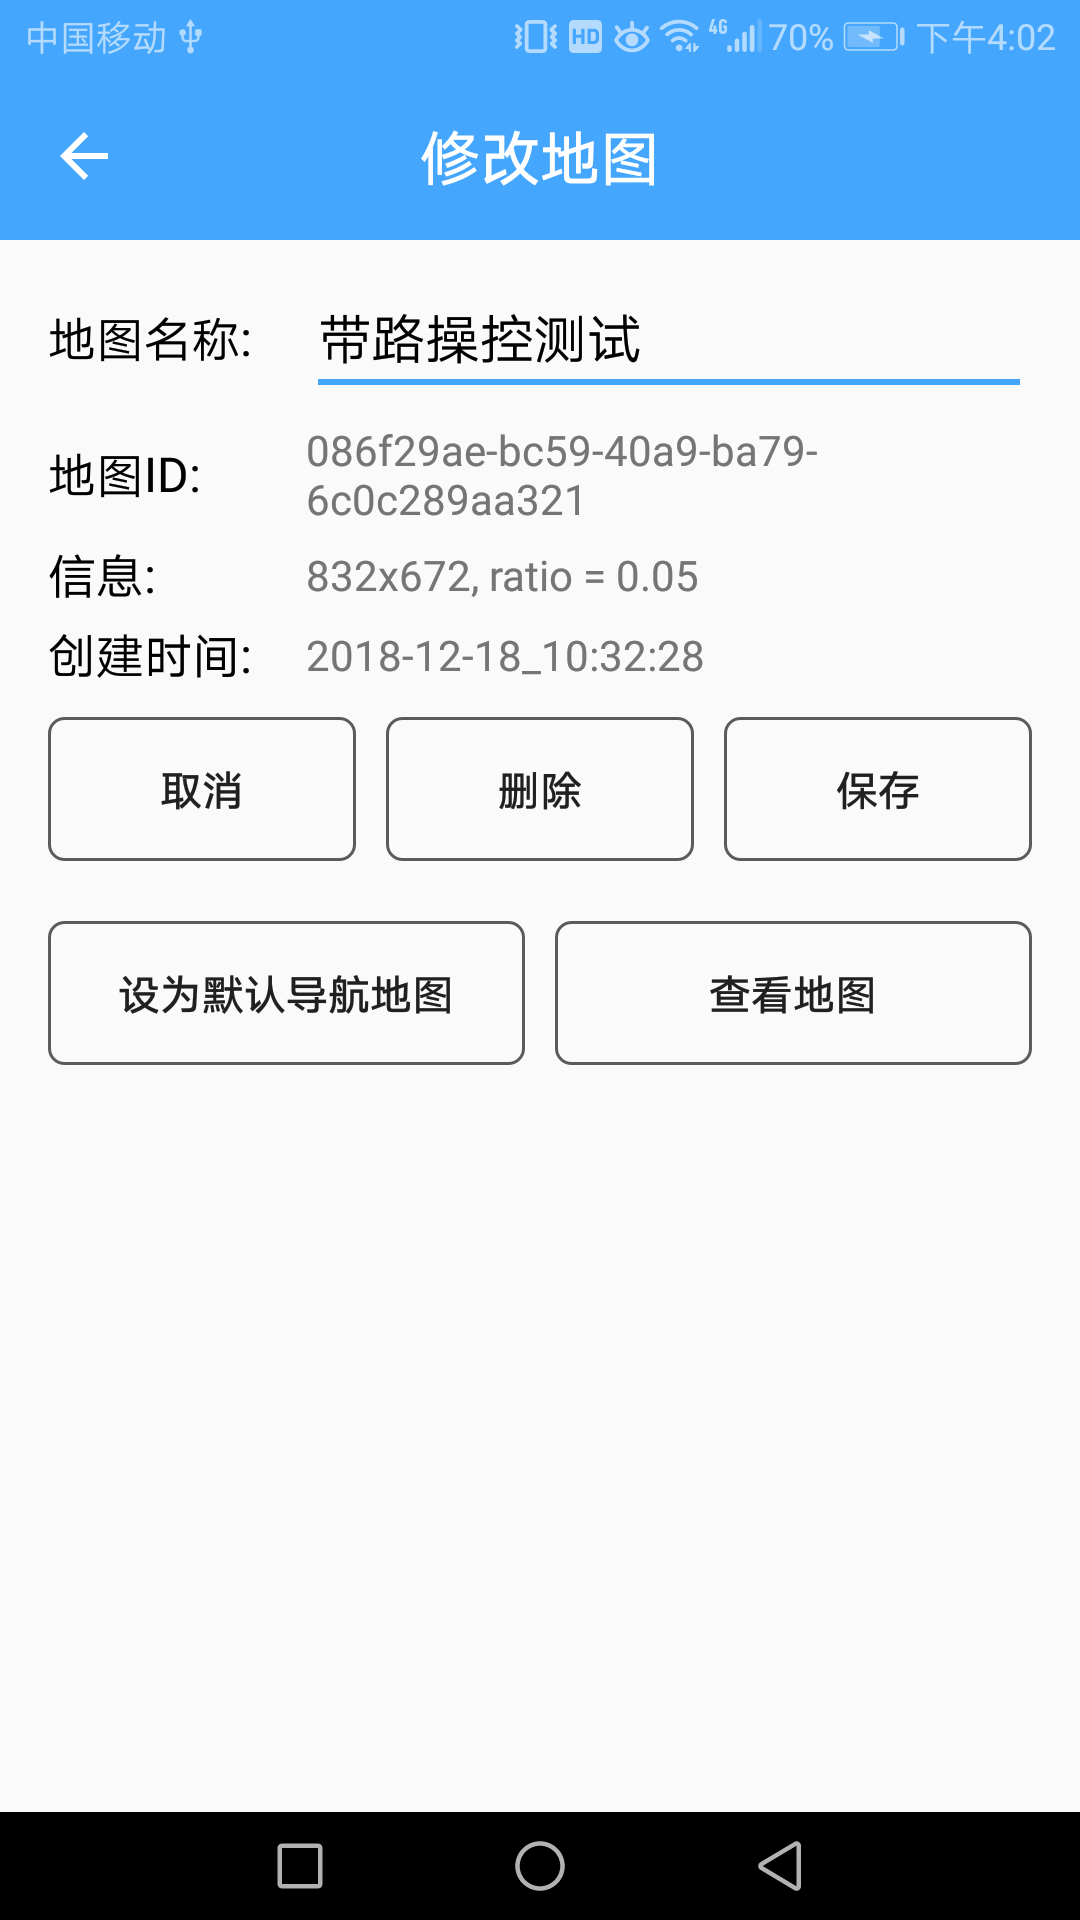 中国移动 HD 4G 70% 下午4:02
修改地图
地图名称: 带路操控测试
地图ID: 086f29ae-bc59-40a9-ba79-
6c0c289aa321
信息: 832x672, ratio = 0.05
创建时间: 2018-12-18_10:32:28
取消 删除 保存
设为默认导航地图 查看地图